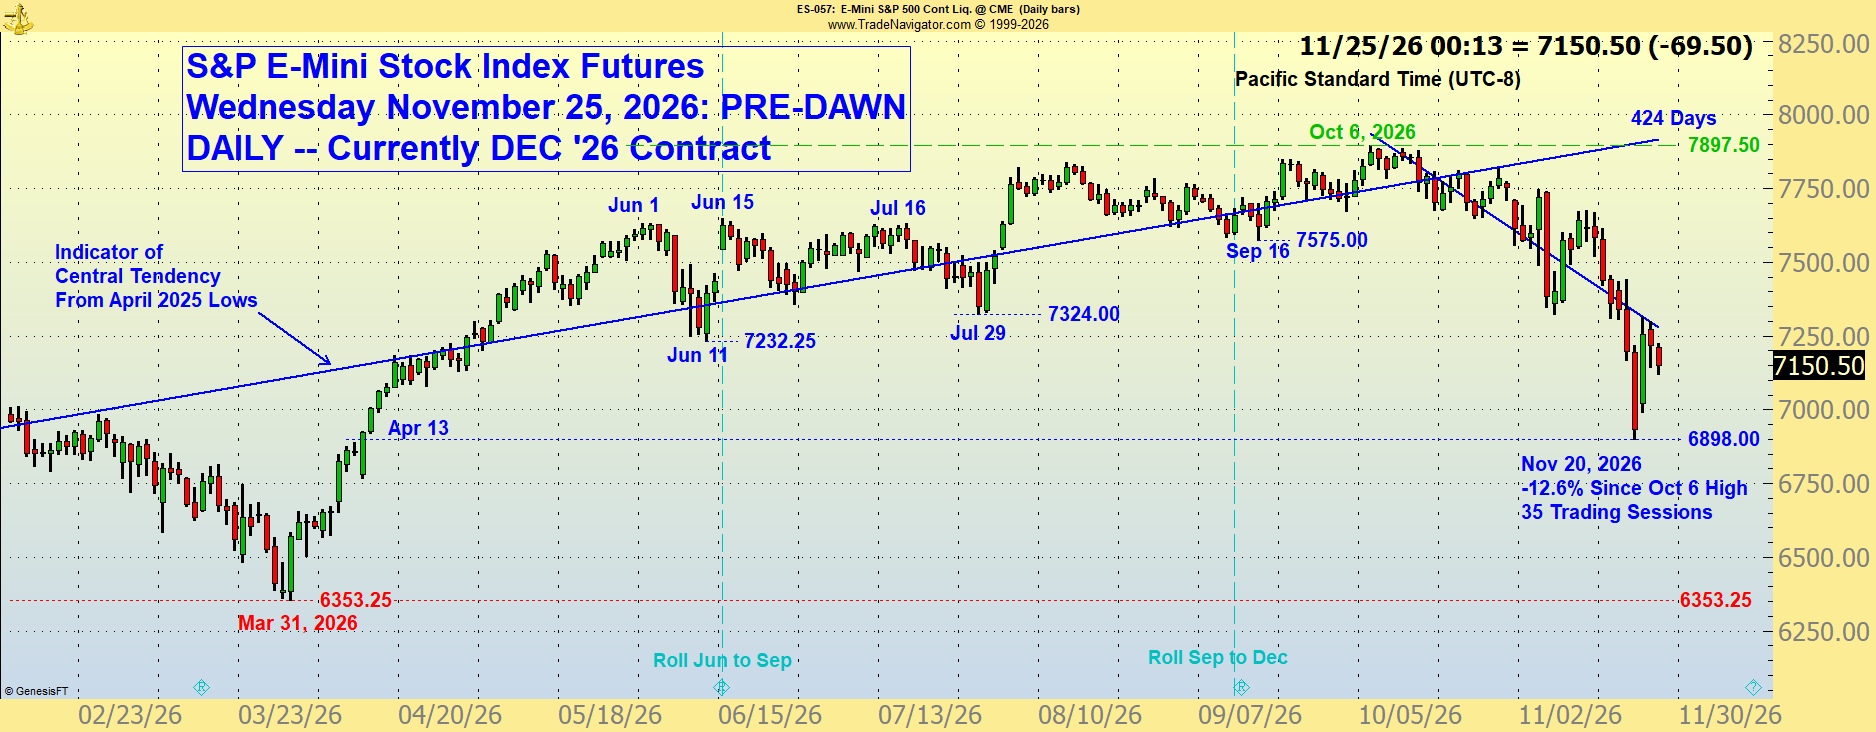 ES-057: E-Mini S&P 500 Cont Liq. @ CME (Daily bars)
www.TradeNavigator.com © 1999-2026
11/25/26 00:13 = 7150.50 (-69.50)
Pacific Standard Time (UTC-8)
S&P E-Mini Stock Index Futures
Wednesday November 25, 2026: PRE-DAWN
DAILY -- Currently DEC '26 Contract
424 Days
Oct 6, 2026
7897.50
Jun 1
Jun 15
Jul 16
Indicator of
Central Tendency
From April 2025 Lows
Sep 16
7575.00
7324.00
Jul 29
7232.25
Jun 11
Apr 13
6898.00
Nov 20, 2026
-12.6% Since Oct 6 High
35 Trading Sessions
6353.25
Mar 31, 2026
6353.25
Roll Jun to Sep
Roll Sep to Dec
R
R
R
?
© GenesisFT
8250.00
8000.00
7750.00
7500.00
7250.00
7150.50
7000.00
6750.00
6500.00
6250.00
02/23/26
03/23/26
04/20/26
05/18/26
06/15/26
07/13/26
08/10/26
09/07/26
10/05/26
11/02/26
11/30/26